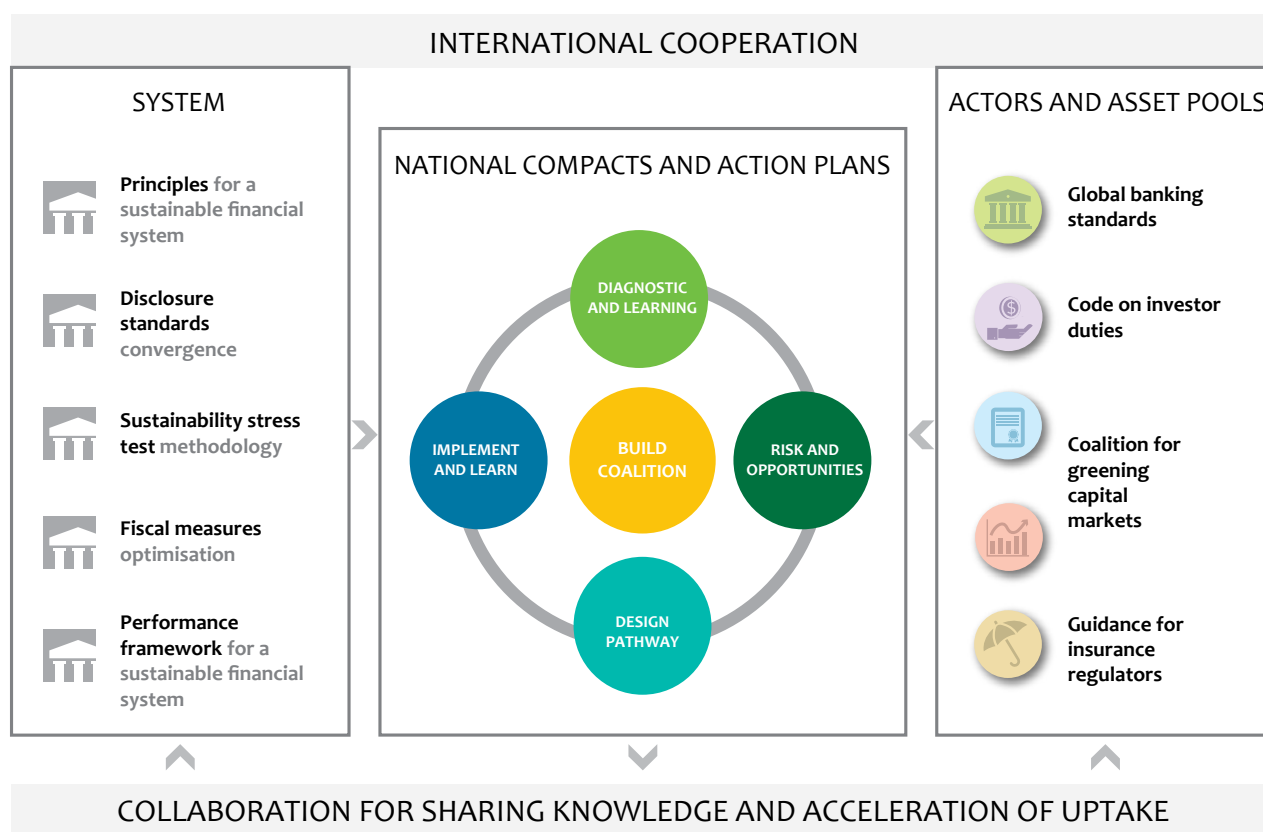 INTERNATIONAL COOPERATION
SYSTEM
Principles for a
sustainable financial
system
Disclosure
standards
convergence
Sustainability stress
test methodology
Fiscal measures
optimisation
Performance
framework for a
sustainable financial
system
NATIONAL COMPACTS AND ACTION PLANS
DIAGNOSTIC
AND LEARNING
IMPLEMENT
AND LEARN
BUILD
COALITION
RISK AND
OPPORTUNITIES
DESIGN
PATHWAY
ACTORS AND ASSET POOLS
Global banking
standards
$
Code on investor
duties
Coalition for
greening
capital
markets
Guidance for
insurance
regulators
COLLABORATION FOR SHARING KNOWLEDGE AND ACCELERATION OF UPTAKE